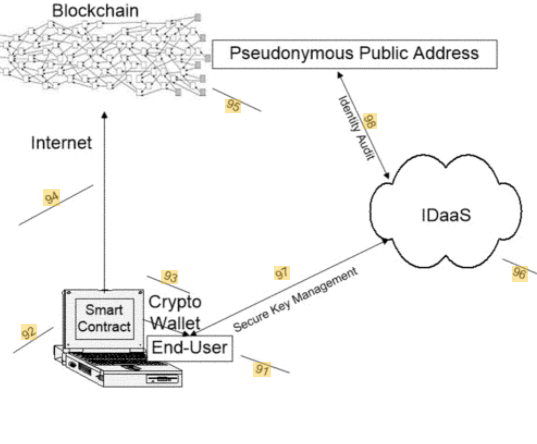 Blockchain
Pseudonymous Public Address
95
98
Identity Audit
Internet
94
IDaaS
96
97
Secure Key Management
93
Crypto
Wallet
Smart
Contract
92
End-User
91